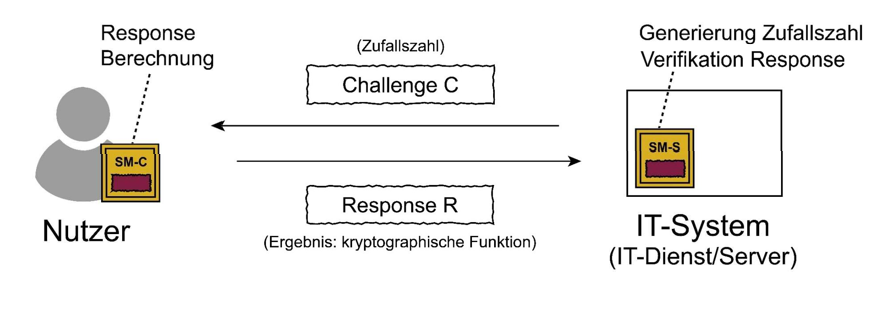 Response
Berechnung
SM-C
Nutzer
(Zufallszahl)
Challenge C
Response R
(Ergebnis: kryptographische Funktion)
Generierung Zufallszahl
Verifikation Response
SM-S
IT-System
(IT-Dienst/Server)